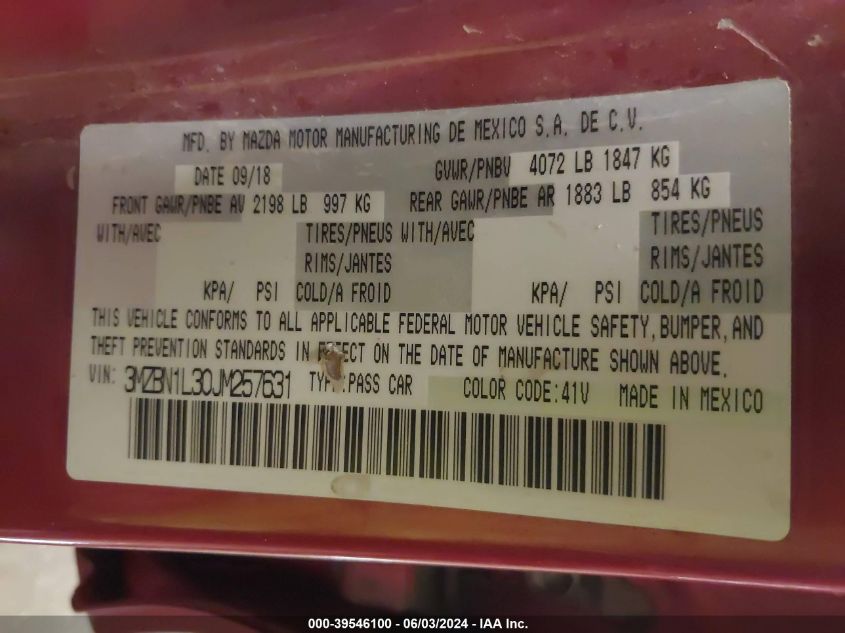 MFD. BY MAZDA MOTOR MANUFACTURING DE MEXICO S.A. DE C.V.
DATE 09/18 GVWR/PNBV 4072 LB 1847 KG
FRONT GAWR/PNBE AV 2198 LB 997 KG REAR GAWR/PNBE AR 1883 LB 854 KG
WITH/AVEC TIRES/PNEUS WITH/AVEC TIRES/PNEUS
RIMS/JANTES RIMS/JANTES
KPA/ PSI COLD/A FROID KPA/ PSI COLD/A FROID
THIS VEHICLE CONFORMS TO ALL APPLICABLE FEDERAL MOTOR VEHICLE SAFETY, BUMPER, AND
THEFT PREVENTION STANDARDS IN EFFECT ON THE DATE OF MANUFACTURE SHOWN ABOVE.
VIN: 3MZBN1L30JM257631 TYPE:PASS CAR COLOR CODE:41V MADE IN MEXICO
000-39546100 - 06/03/2024 - IAA Inc.